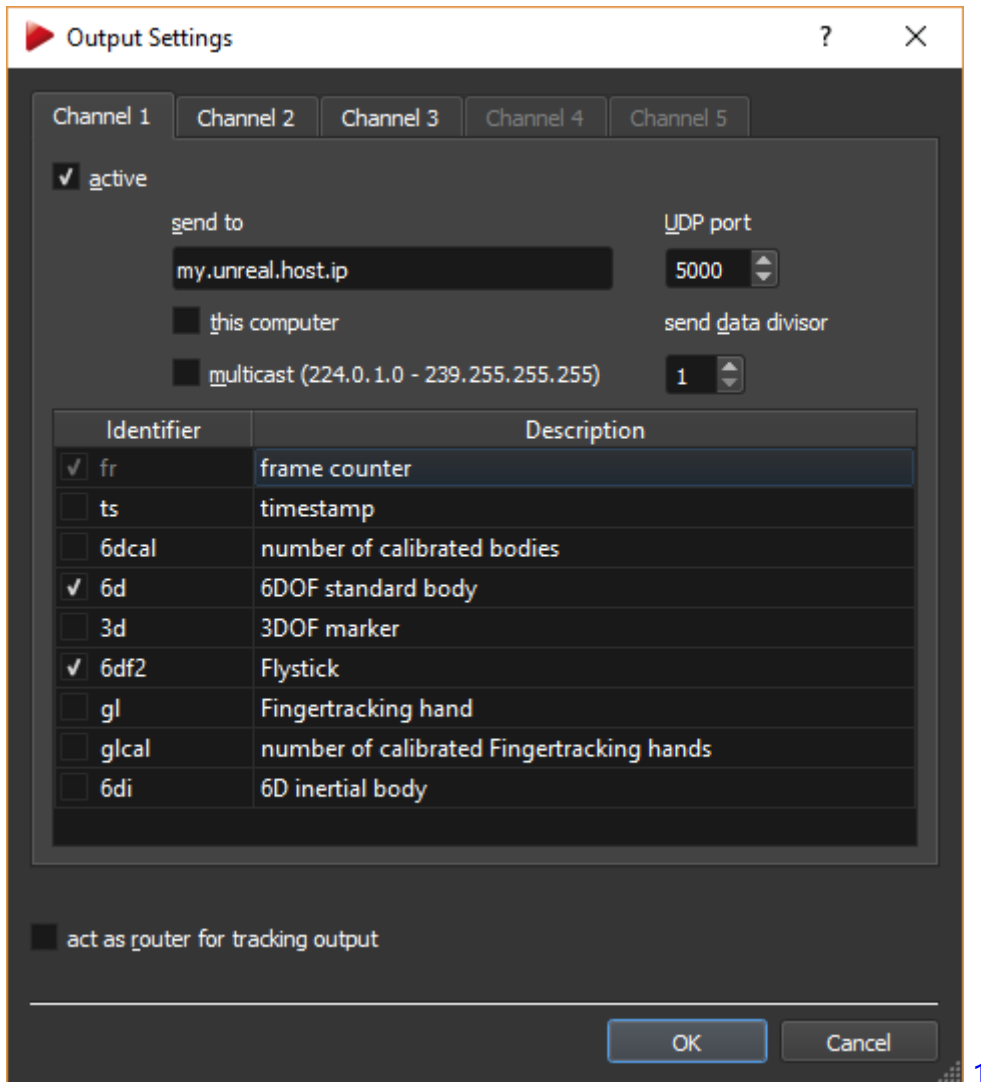 Output Settings ?
Channel 1 Channel 2 Channel 3 Channel 4 Channel 5
active
send to UDP port
my.unreal.host.ip 5000
this computer send data divisor
multicast (224.0.1.0 - 239.255.255.255) 1
Identifier Description
fr frame counter
ts timestamp
6dcal number of calibrated bodies
6d 6DOF standard body
3d 3DOF marker
6df2 Flystick
gl Fingertracking hand
glcal number of calibrated Fingertracking hands
6di 6D inertial body
act as router for tracking output
OK Cancel